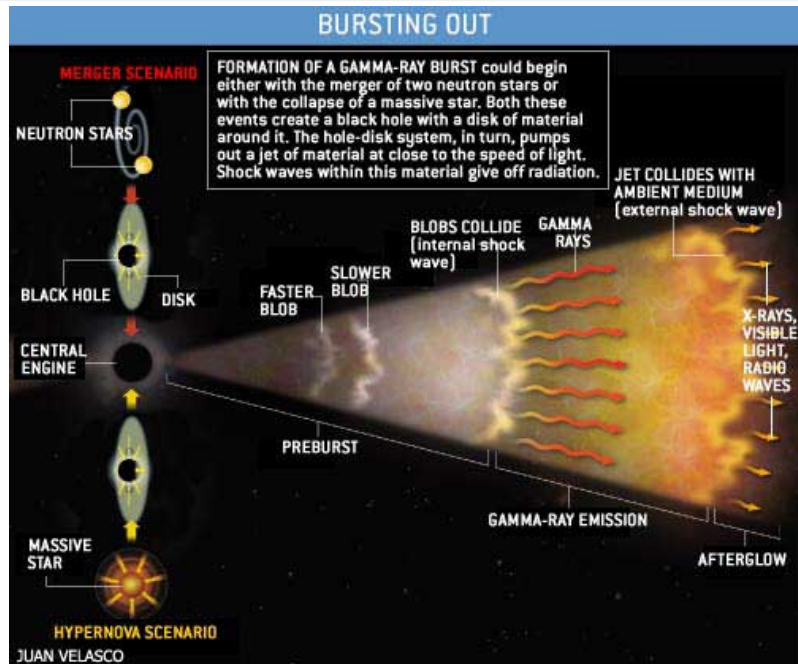 BURSTING OUT
MERGER SCENARIO
NEUTRON STARS
FORMATION OF A GAMMA-RAY BURST could begin
either with the merger of two neutron stars or
with the collapse of a massive star. Both these
events create a black hole with a disk of material
around it. The hole-disk system, in turn, pumps
out a jet of material at close to the speed of light.
Shock waves within this material give off radiation.
BLACK HOLE
DISK
CENTRAL
ENGINE
FASTER
BLOB
SLOWER
BLOB
BLOBS COLLIDE
(internal shock
wave)
GAMMA
RAYS
JET COLLIDES WITH
AMBIENT MEDIUM
(external shock wave)
X-RAYS,
VISIBLE
LIGHT,
RADIO
WAVES
PREBURST
GAMMA-RAY EMISSION
AFTERGLOW
MASSIVE
STAR
HYPERNOVA SCENARIO
JUAN VELASCO